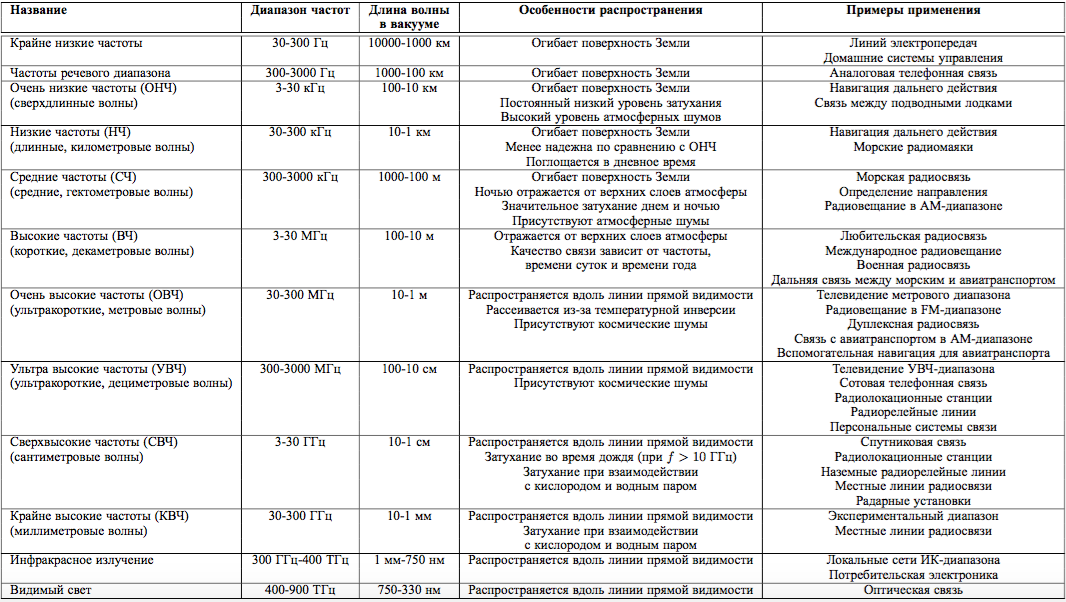 Название Диапазон частот Длина волны Особенности распространения Примеры применения
в вакууме
Крайне низкие частоты 30-300 Гц 10000-1000 км Огибает поверхность Земли Линий электропередач
Домашние системы управления
Частоты речевого диапазона 300-3000 Гц 1000-100 км Огибает поверхность Земли Аналоговая телефонная связь
Очень низкие частоты (ОНЧ) 3-30 кГц 100-10 км Огибает поверхность Земли Навигация дальнего действия
(сверхдлинные волны) Постоянный низкий уровень затухания Связь между подводными лодками
Высокий уровень атмосферных шумов
Низкие частоты (НЧ) 30-300 кГц 10-1 км Огибает поверхность Земли Навигация дальнего действия
(длинные, километровые волны) Менее надежна по сравнению с ОНЧ Морские радиомаяки
Поглощается в дневное время
Средние частоты (СЧ) 300-3000 кГц 1000-100 м Огибает поверхность Земли Морская радиосвязь
(средние, гектометровые волны) Ночью отражается от верхних слоев атмосферы Определение направления
Значительное затухание днем и ночью Радиовещание в АМ-диапазоне
Присутствуют атмосферные шумы
Высокие частоты (ВЧ) 3-30 МГц 100-10 м Отражается от верхних слоев атмосферы Любительская радиосвязь
(короткие, декаметровые волны) Качество связи зависит от частоты, Международное радиовещание
времени суток и времени года Военная радиосвязь
Дальняя связь между морским и авиатранспортом
Очень высокие частоты (ОВЧ) 30-300 МГц 10-1 м Распространяется вдоль линии прямой видимости Телевидение метрового диапазона
(ультракороткие, метровые волны) Рассеивается из-за температурной инверсии Радиовещание в FM-диапазоне
Присутствуют космические шумы Дуплексная радиосвязь
Связь с авиатранспортом в АМ-диапазоне
Вспомогательная навигация для авиатранспорта
Ультра высокие частоты (УВЧ) 300-3000 МГц 100-10 см Распространяется вдоль линии прямой видимости Телевидение УВЧ-диапазона
(ультракороткие, дециметровые волны) Присутствуют космические шумы Сотовая телефонная связь
Радиолокационные станции
Радиорелейные линии
Персональные системы связи
Сверхвысокие частоты (СВЧ) 3-30 ГГц 10-1 см Распространяется вдоль линии прямой видимости Спутниковая связь
(сантиметровые волны) Затухание во время дождя (при f > 10 ГГц) Радиолокационные станции
Затухание при взаимодействии Наземные радиорелейные линии
с кислородом и водным паром Местные линии радиосвязи
Радарные установки
Крайне высокие частоты (КВЧ) 30-300 ГГц 10-1 мм Распространяется вдоль линии прямой видимости Экспериментальный диапазон
(миллиметровые волны) Затухание при взаимодействии Местные линии радиосвязи
с кислородом и водным паром
Инфракрасное излучение 300 ГГц-400 ТГц 1 мм-750 нм Распространяется вдоль линии прямой видимости Локальные сети ИК-диапазона
Потребительская электроника
Видимый свет 400-900 ТГц 750-330 нм Распространяется вдоль линии прямой видимости Оптическая связь